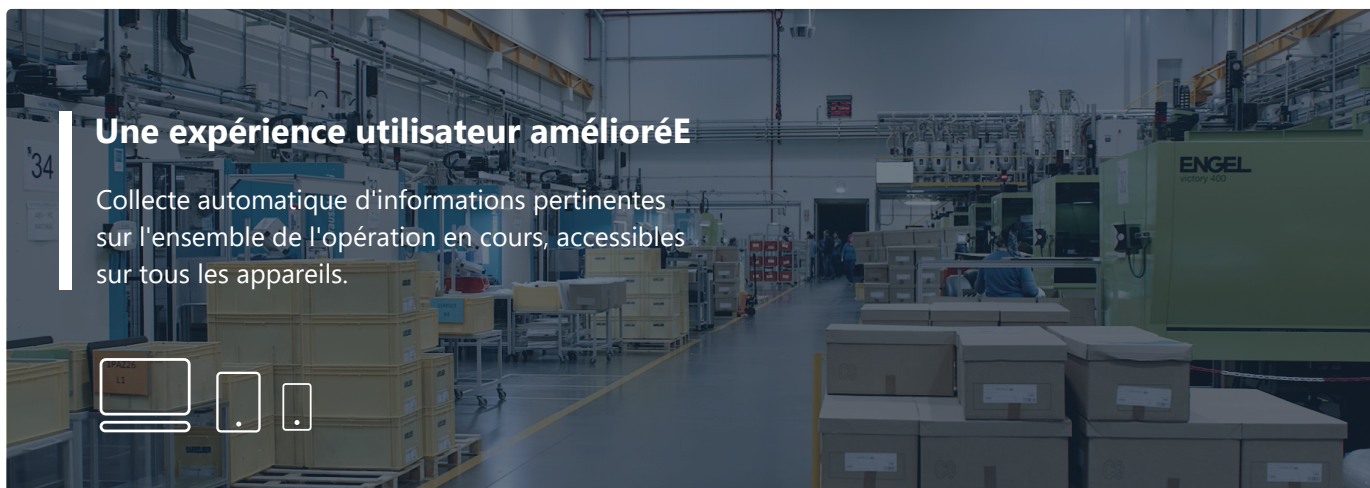 Une expérience utilisateur amélioréE
Collecte automatique d'informations pertinentes
sur l'ensemble de l'opération en cours, accessibles
sur tous les appareils.
34
ENGEL
victory 400